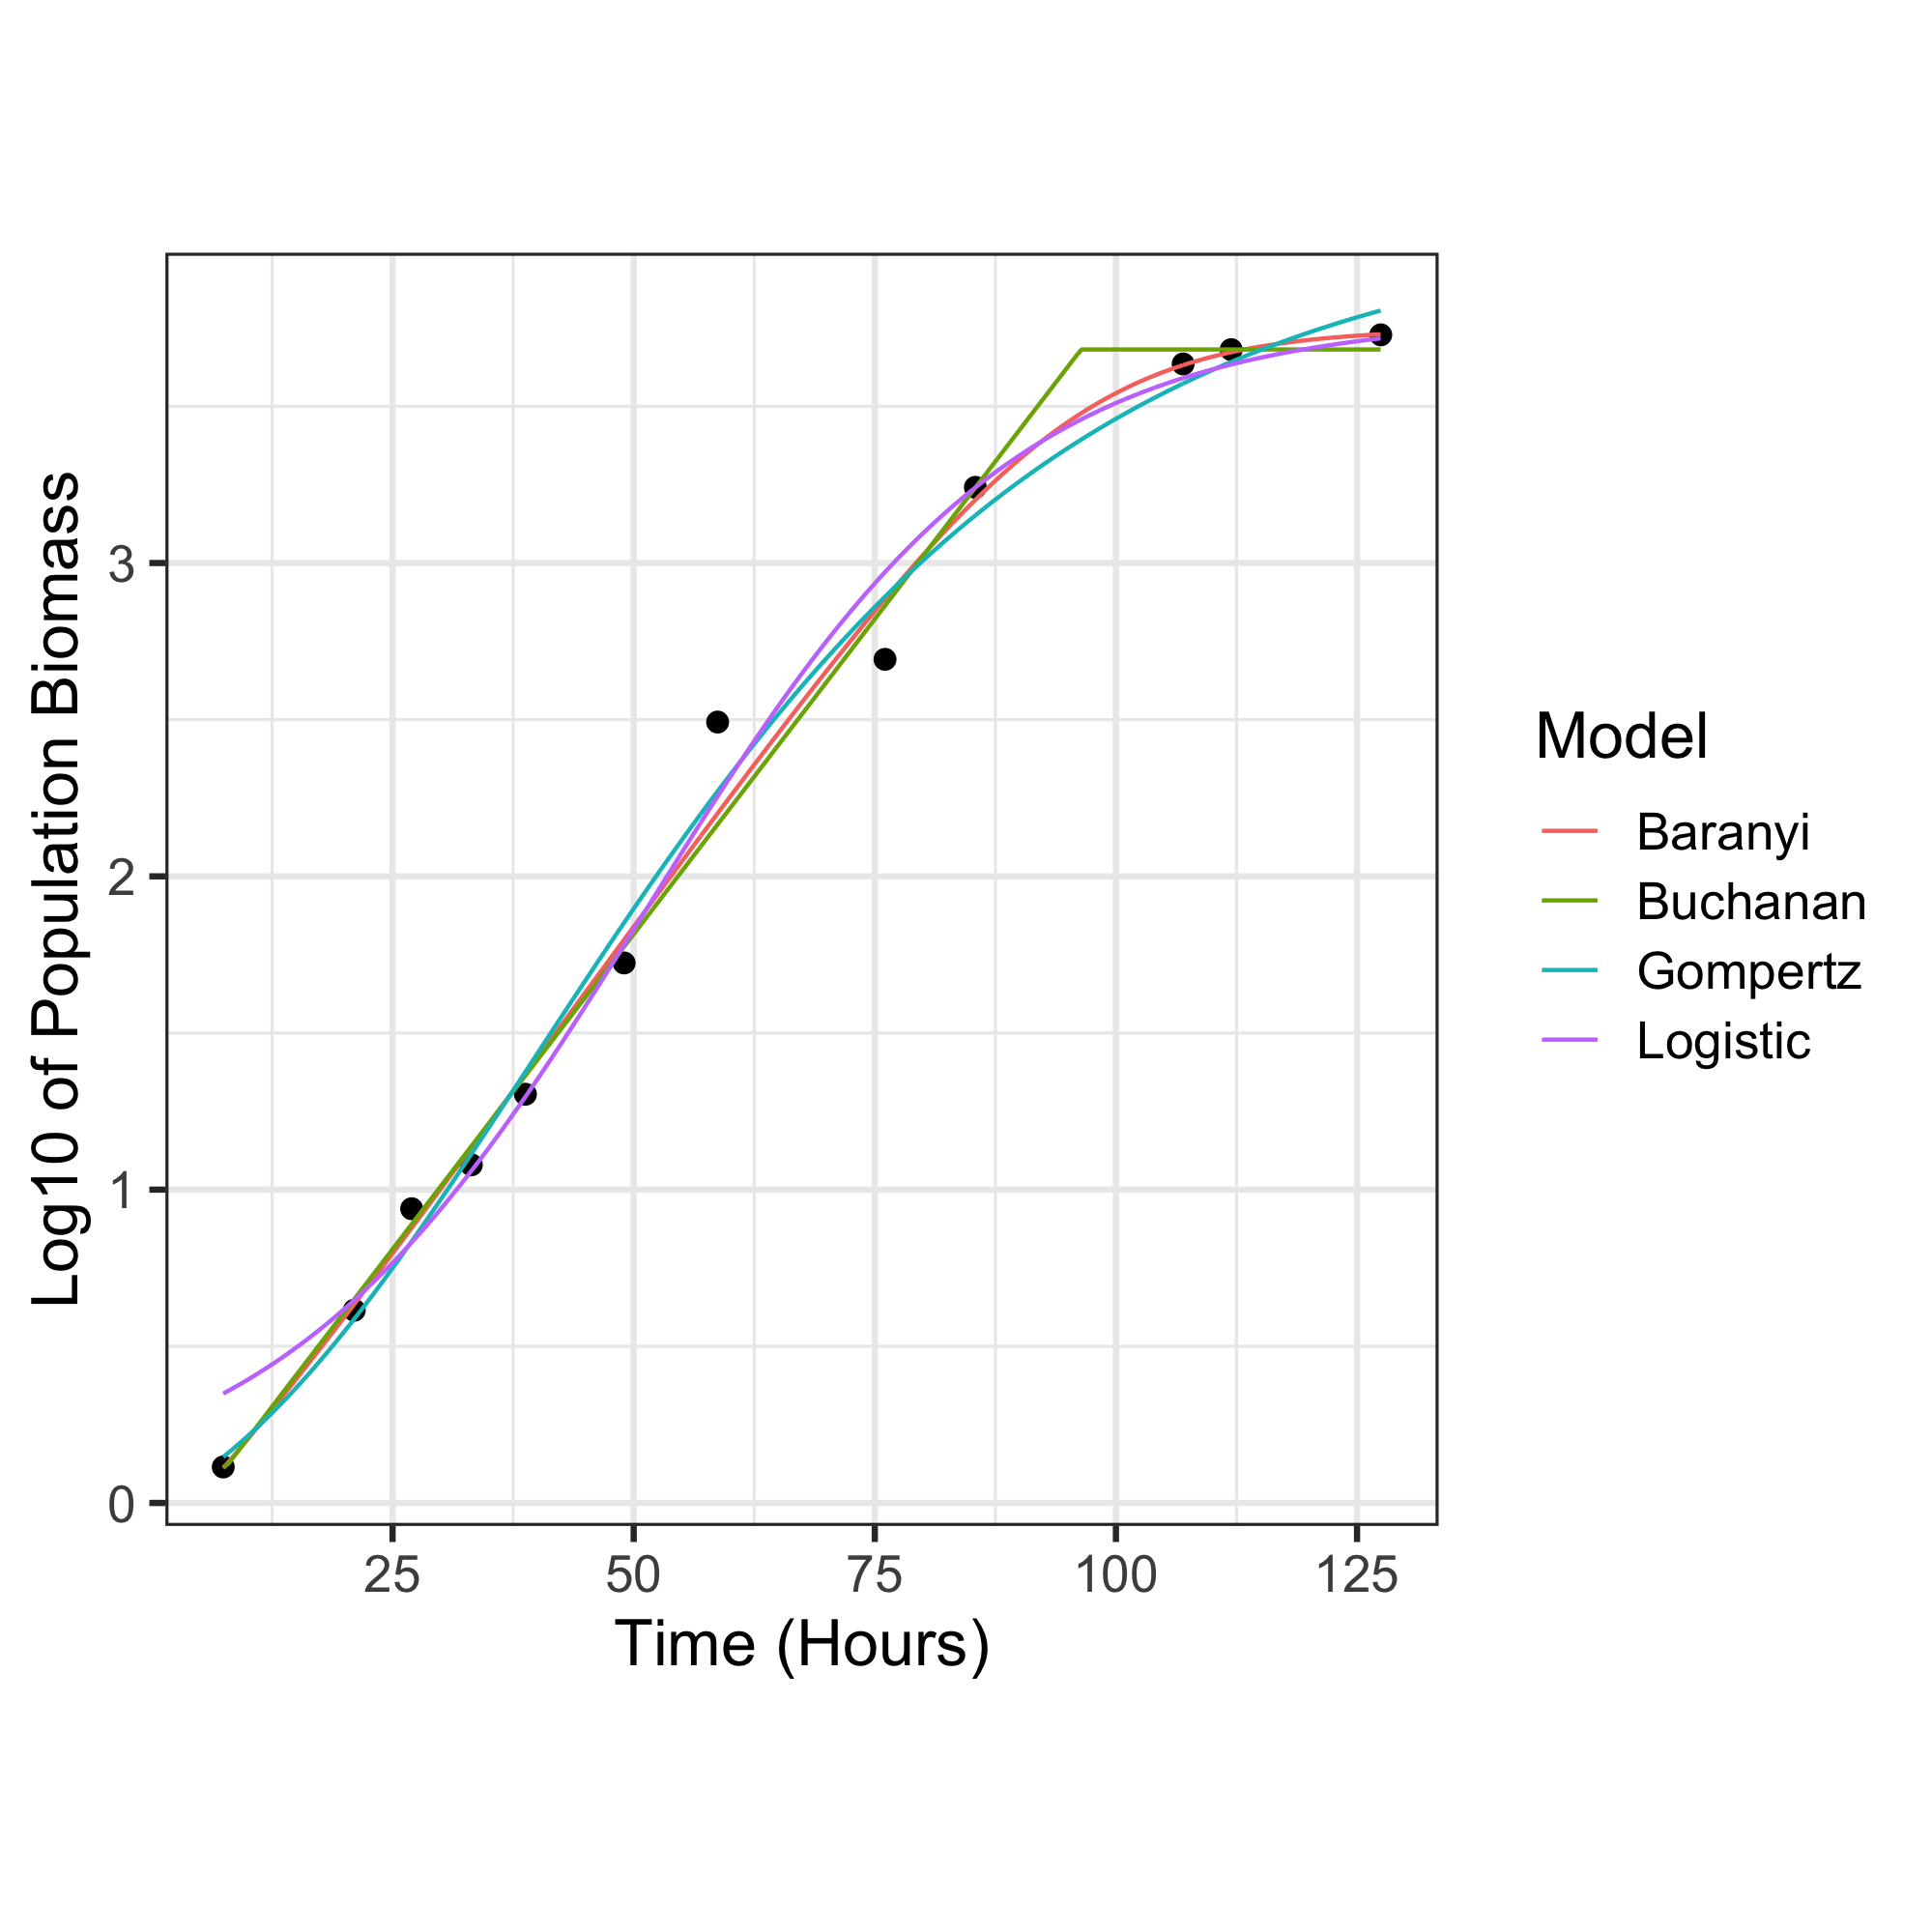 Log10 of Population Biomass
3
2
1
0
25 50 75 100 125
Time (Hours)
Model
Baranyi
Buchanan
Gompertz
Logistic